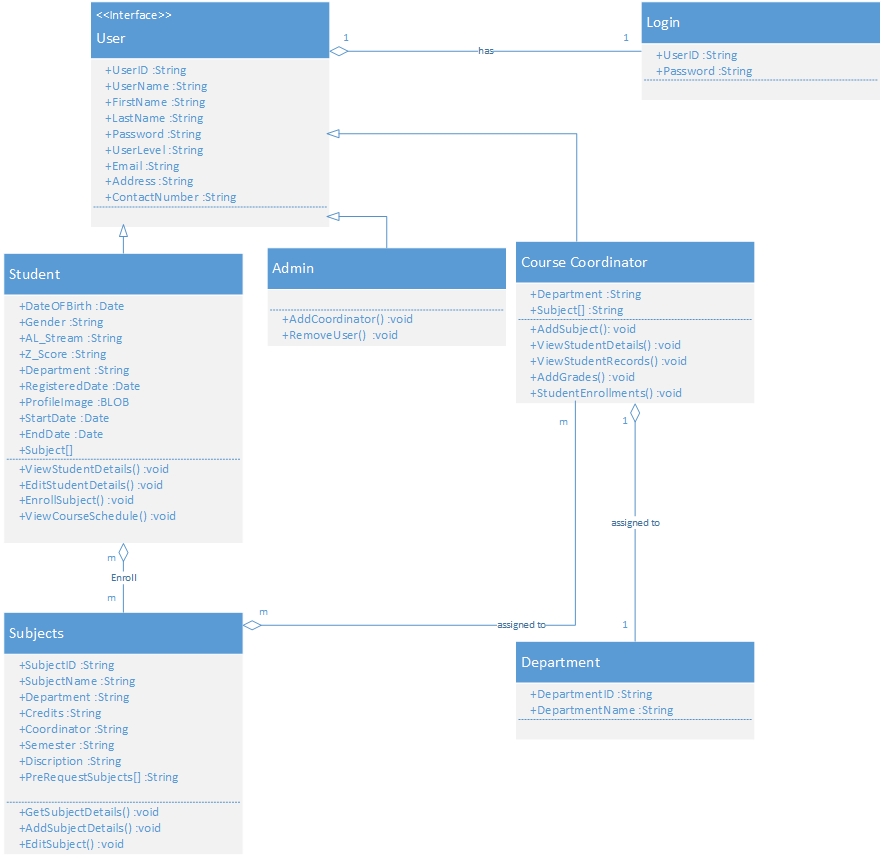 <<Interface>>
User
+UserID :String
+UserName :String
+FirstName :String
+LastName :String
+Password :String
+UserLevel :String
+Email :String
+Address :String
+ContactNumber :String
1
has
1
Login
+UserID :String
+Password :String
Student
+DateOFBirth :Date
+Gender :String
+AL_Stream :String
+Z_Score :String
+Department :String
+RegisteredDate :Date
+ProfileImage :BLOB
+StartDate :Date
+EndDate :Date
+Subject[]
+ViewStudentDetails() :void
+EditStudentDetails() :void
+EnrollSubject() :void
+ViewCourseSchedule() :void
Admin
+AddCoordinator() :void
+RemoveUser() :void
Course Coordinator
+Department :String
+Subject[] :String
+AddSubject(): void
+ViewStudentDetails() :void
+ViewStudentRecords() :void
+AddGrades() :void
+StudentEnrollments() :void
m
1
assigned to
1
m
Enroll
m
m
assigned to
Subjects
+SubjectID :String
+SubjectName :String
+Department :String
+Credits :String
+Coordinator :String
+Semester :String
+Discription :String
+PreRequestSubjects[] :String
+GetSubjectDetails() :void
+AddSubjectDetails() :void
+EditSubject() :void
Department
+DepartmentID :String
+DepartmentName :String